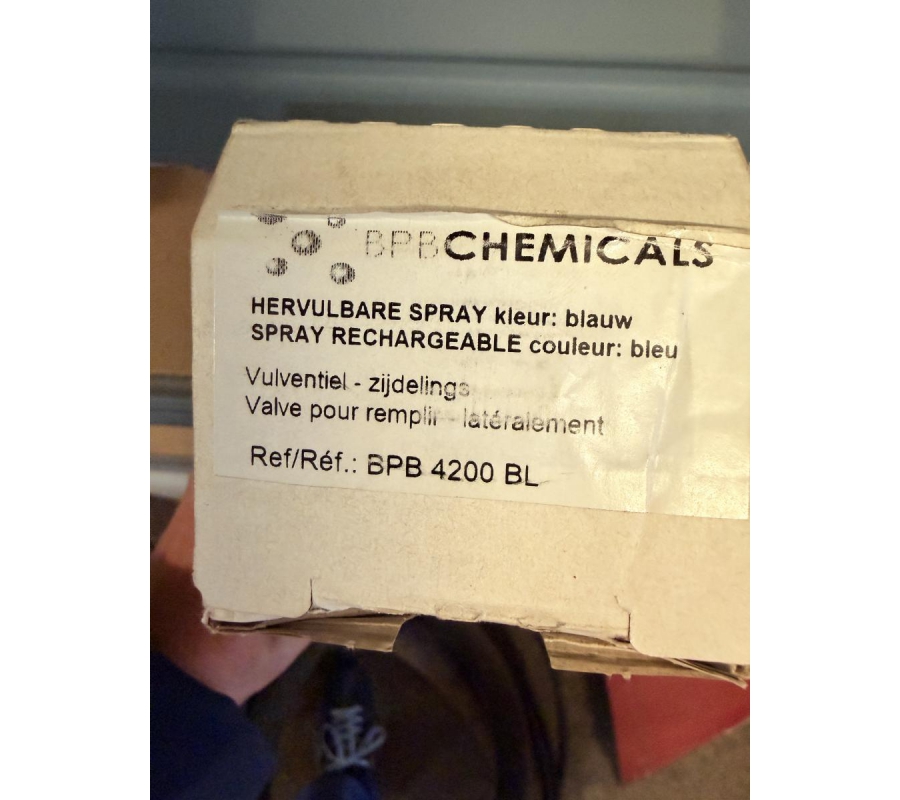 BPBCHEMICALS
HERVULBARE SPRAY kleur: blauw
SPRAY RECHARGEABLE couleur: bleu
Vulventiel - zijdelings
Valve pour remplir - latéralement
Ref/Réf.: BPB 4200 BL